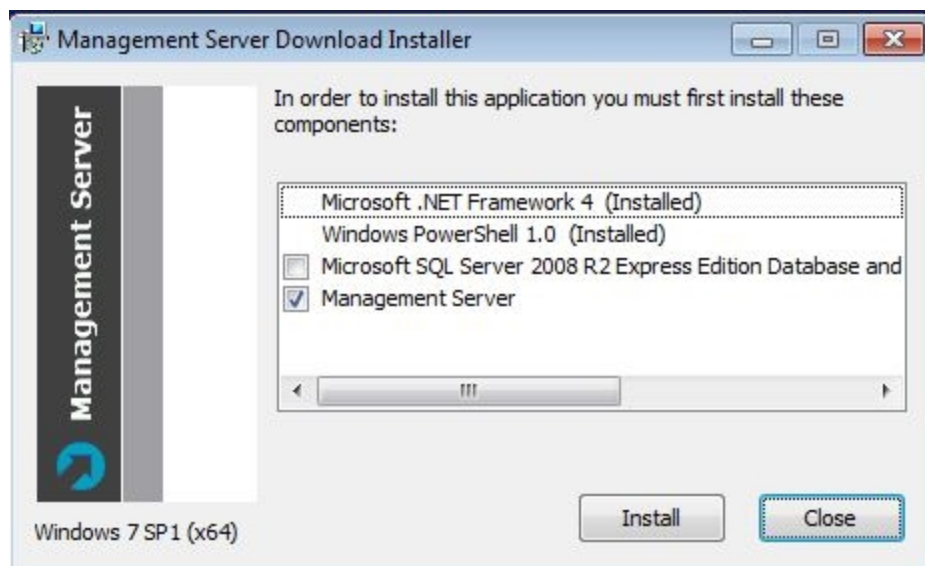 Management Server Download Installer
Management Server
In order to install this application you must first install these
components:
Microsoft .NET Framework 4 (Installed)
Windows PowerShell 1.0 (Installed)
Microsoft SQL Server 2008 R2 Express Edition Database and
Management Server
Windows 7 SP1 (x64)
Install
Close